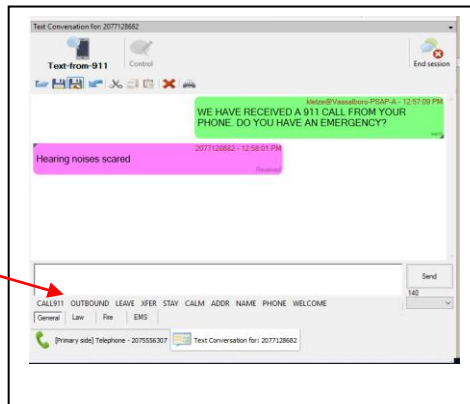 Text Conversation for: 2077128682
Text-from-911 Control End session
kletze@Vassalboro-PSAP-A - 12:57:09 PM
WE HAVE RECEIVED A 911 CALL FROM YOUR
PHONE. DO YOU HAVE AN EMERGENCY?
2077128682 - 12:58:01 PM
Hearing noises scared
Received
Send
140
CALL911 OUTBOUND LEAVE XFER STAY CALM ADDR NAME PHONE WELCOME
General Law Fire EMS
[Primary side] Telephone - 2075556307 Text Conversation for: 2077128682